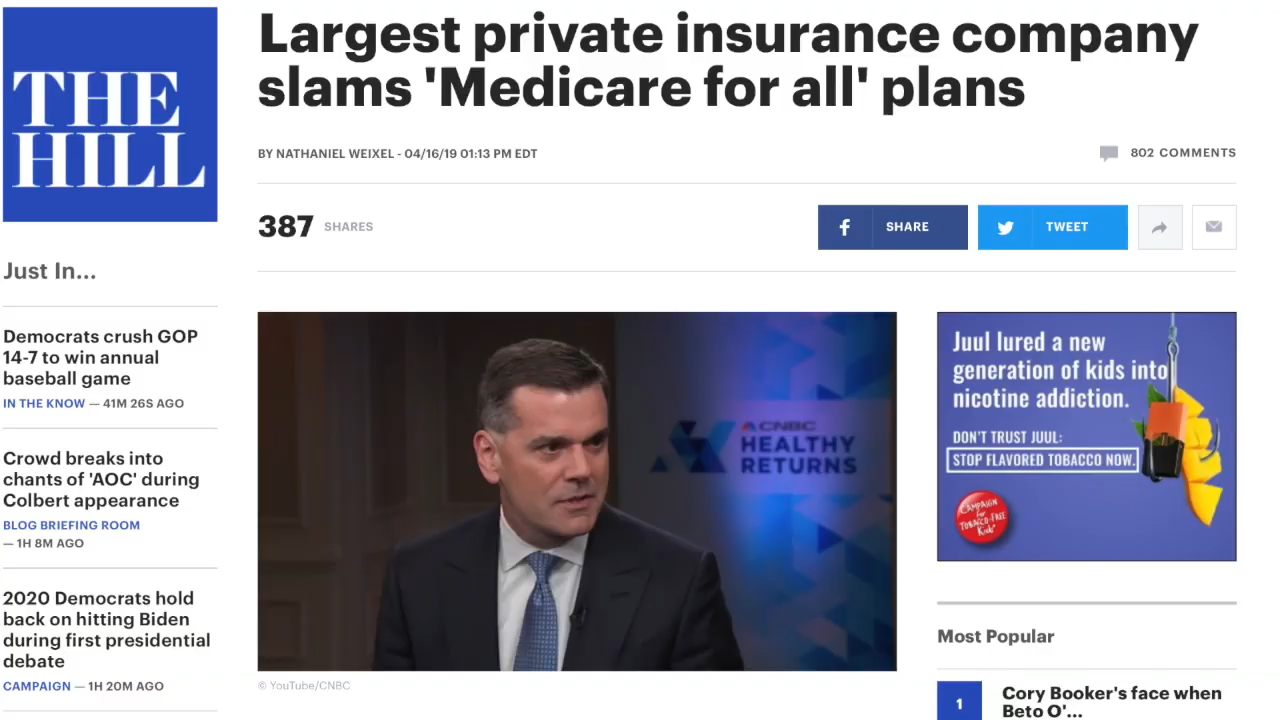 Largest private insurance company
slams 'Medicare for all' plans
THE
HILL
BY NATHANIEL WEIXEL - 04/16/19 01:13 PM EDT
802 COMMENTS
387 SHARES
SHARE
TWEET
Just In...
Democrats crush GOP
14-7 to win annual
baseball game
IN THE KNOW — 41M 26S AGO
Crowd breaks into
chants of 'AOC' during
Colbert appearance
BLOG BRIEFING ROOM
— 1H 8M AGO
2020 Democrats hold
back on hitting Biden
during first presidential
debate
CAMPAIGN — 1H 20M AGO
CNBC
HEALTHY
RETURNS
© YouTube/CNBC
Juul lured a new
generation of kids into
nicotine addiction.
DON'T TRUST JUUL:
STOP FLAVORED TOBACCO NOW.
CAMPAIGN
for
TOBACCO-FREE
Kids
Most Popular
1
Cory Booker's face when
Beto O'...